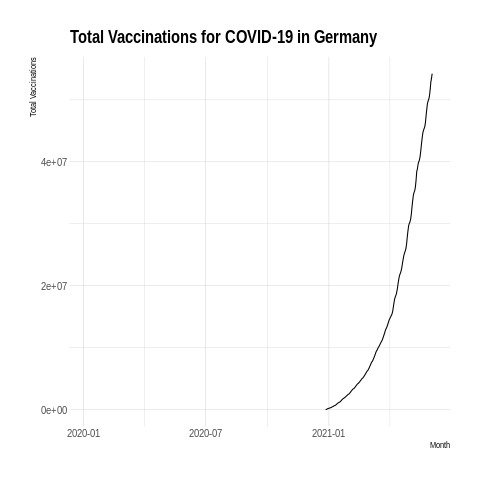 Total Vaccinations for COVID-19 in Germany
Total Vaccinations
4e+07
2e+07
0e+00
2020-01 2020-07 2021-01
Month